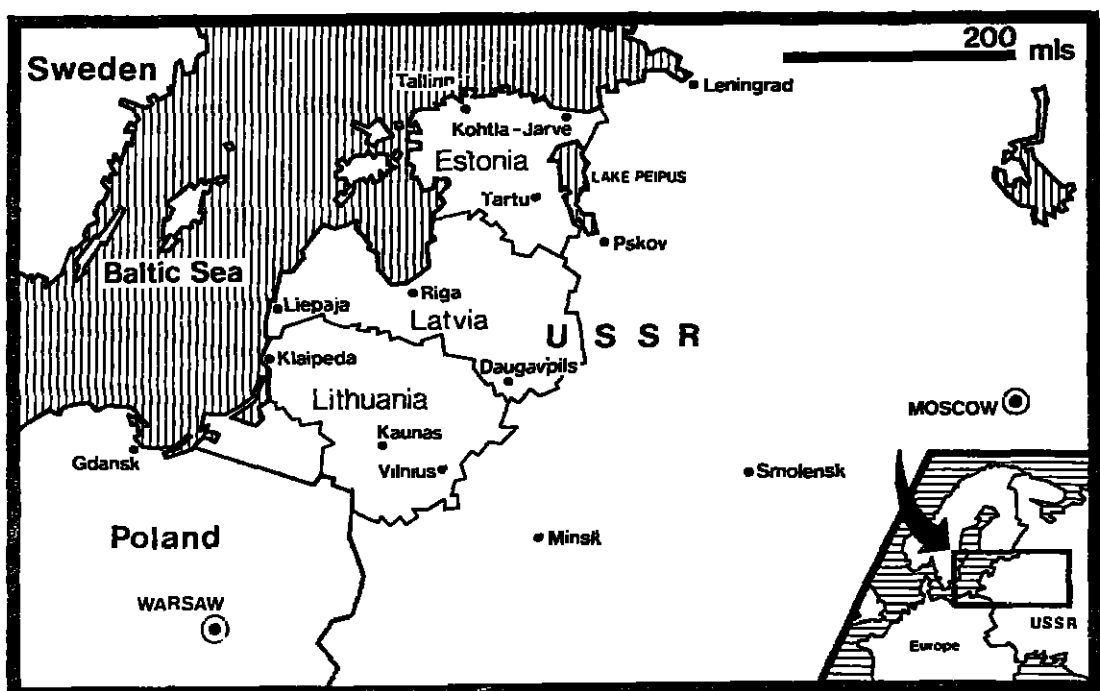 200 mls
Sweden
Tallinn
Leningrad
Kohtla-Jarve
Estonia
LAKE PEIPUS
Tartu
Pskov
Baltic Sea
Riga
Liepaja
Latvia
USSR
Klaipeda
Daugavpils
Lithuania
MOSCOW
Kaunas
Gdansk
Vilnius
Smolensk
Poland
Minsk
WARSAW
USSR
Europe